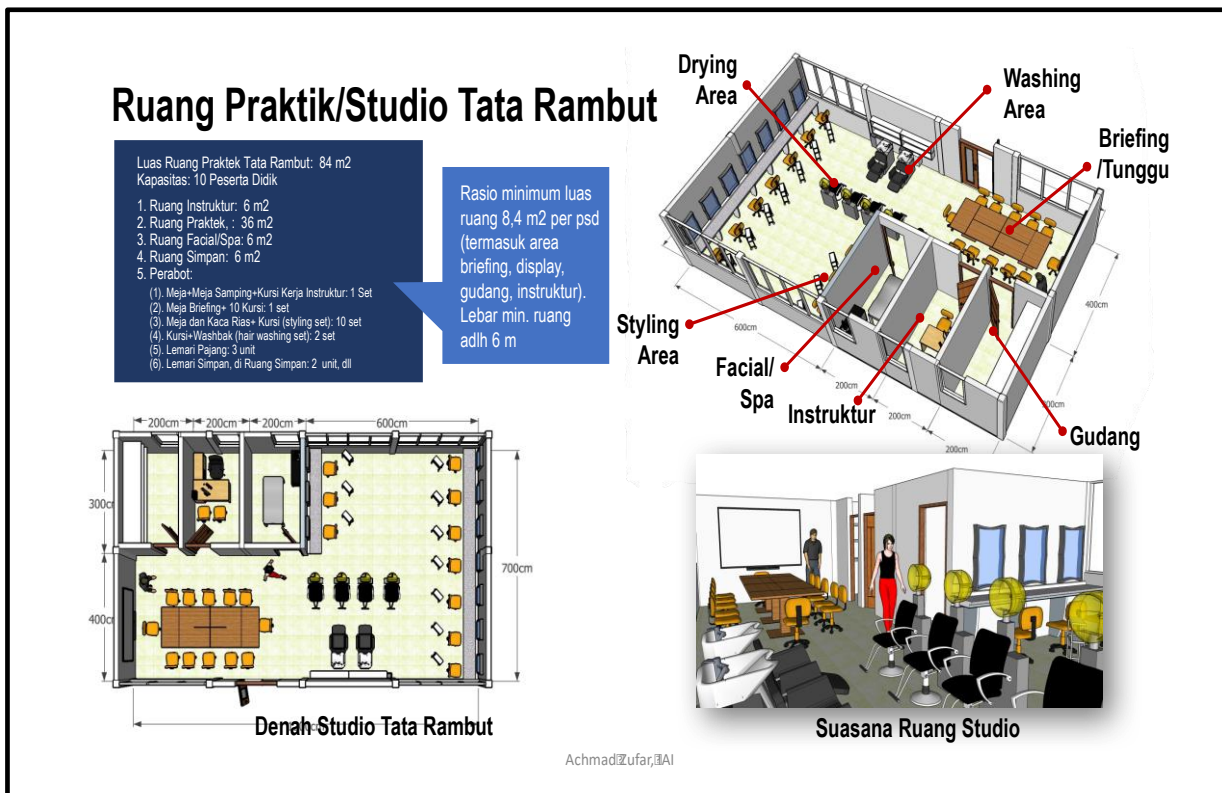 Ruang Praktik/Studio Tata Rambut
Luas Ruang Praktek Tata Rambut: 84 m2
Kapasitas: 10 Peserta Didik
1. Ruang Instruktur: 6 m2
2. Ruang Praktek, : 36 m2
3. Ruang Facial/Spa: 6 m2
4. Ruang Simpan: 6 m2
5. Perabot:
(1). Meja+Meja Samping+Kursi Kerja Instruktur: 1 Set
(2). Meja Briefing+ 10 Kursi: 1 set
(3). Meja dan Kaca Rias+ Kursi (styling set): 10 set
(4). Kursi+Washbak (hair washing set): 2 set
(5). Lemari Pajang: 3 unit
(6). Lemari Simpan, di Ruang Simpan: 2 unit, dll
Rasio minimum luas
ruang 8,4 m2 per psd
(termasuk area
briefing, display,
gudang, instruktur).
Lebar min. ruang
adlh 6 m
Drying
Area
Washing
Area
Briefing
/Tunggu
Styling
Area
Facial/
Spa
Instruktur
Gudang
600cm
200cm
200cm
200cm
400cm
200cm
200cm
200cm
600cm
300cm
400cm
700cm
Denah Studio Tata Rambut
Suasana Ruang Studio
Achmad Zufar, IAI